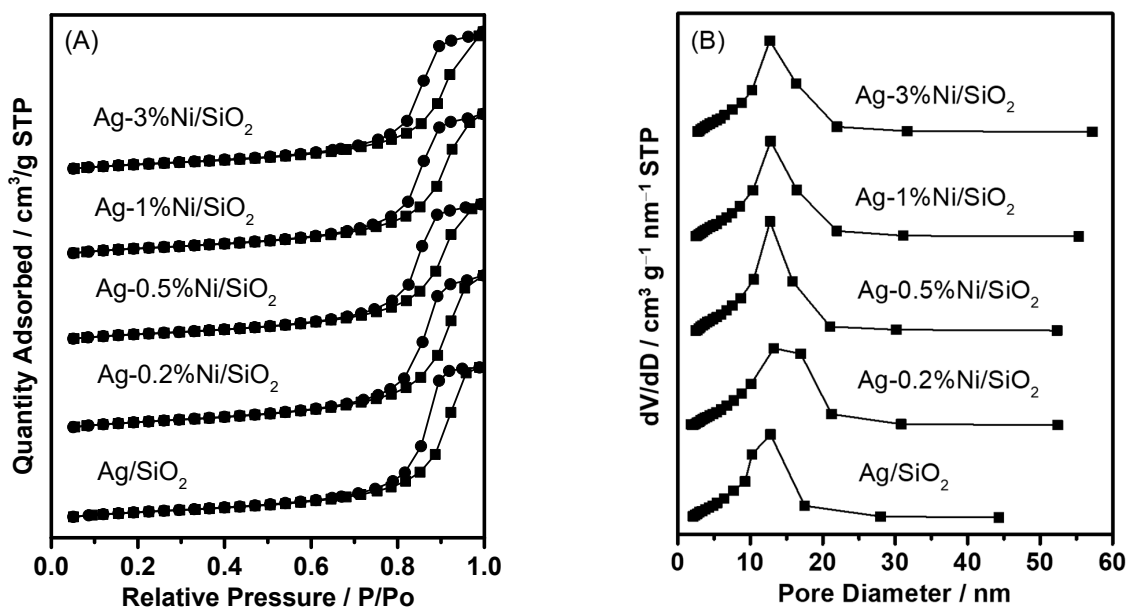 (A)
Ag-3%Ni/SiO₂
Ag-1%Ni/SiO₂
Ag-0.5%Ni/SiO₂
Ag-0.2%Ni/SiO₂
Ag/SiO₂
Quantity Adsorbed / cm³/g STP
0.0 0.2 0.4 0.6 0.8 1.0
Relative Pressure / P/Po
(B)
Ag-3%Ni/SiO₂
Ag-1%Ni/SiO₂
Ag-0.5%Ni/SiO₂
Ag-0.2%Ni/SiO₂
Ag/SiO₂
dV/dD / cm³ g⁻¹ nm⁻¹ STP
0 10 20 30 40 50 60
Pore Diameter / nm